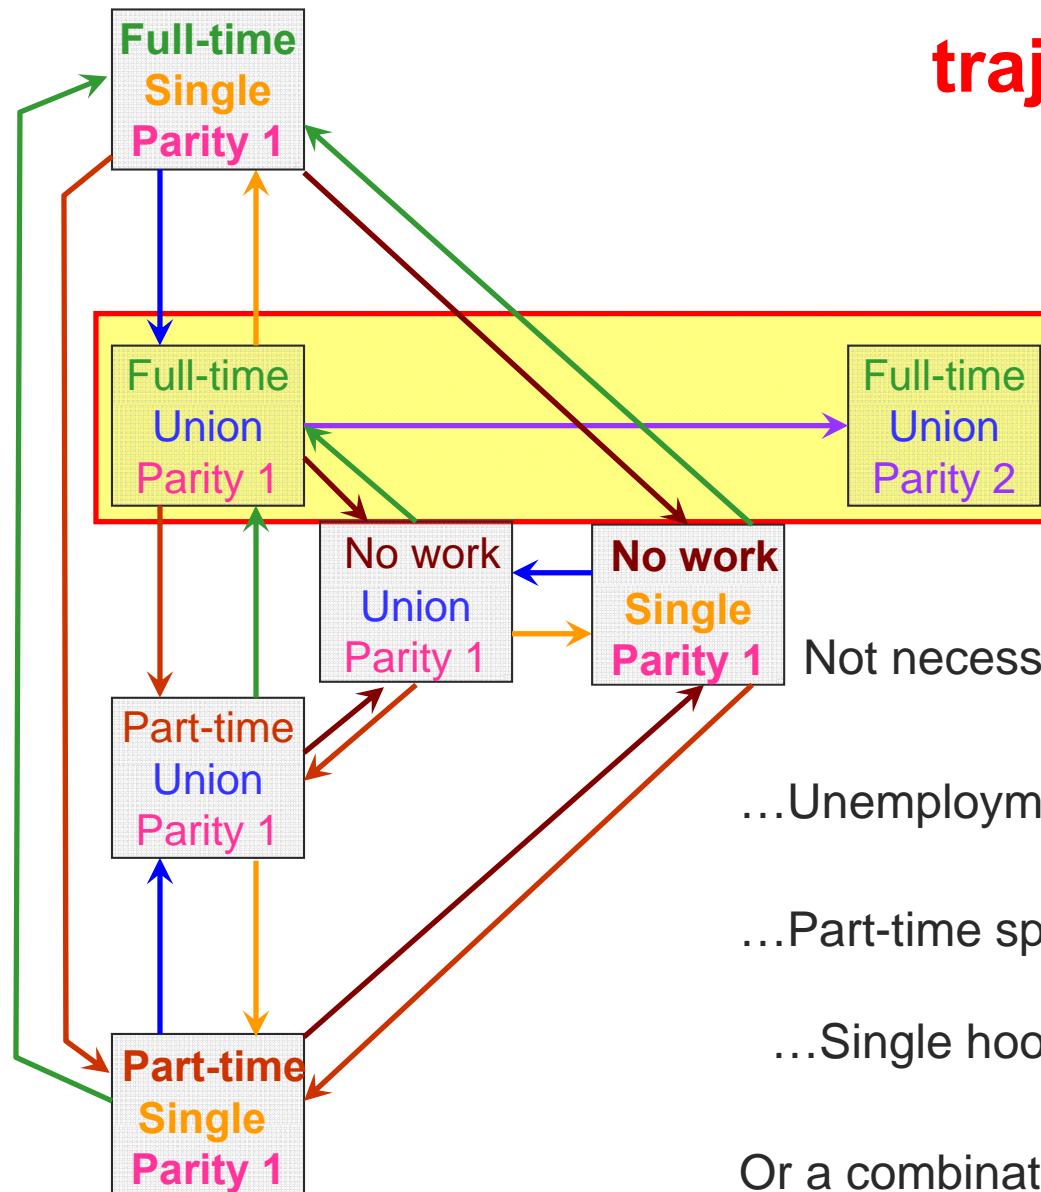 Full-time
Single
Parity 1
traj
Full-time
Union
Parity 1
Full-time
Union
Parity 2
No work
Union
Parity 1
No work
Single
Parity 1
Not necess
Part-time
Union
Parity 1
…Unemploym
…Part-time sp
…Single hoo
Part-time
Single
Parity 1
Or a combinat